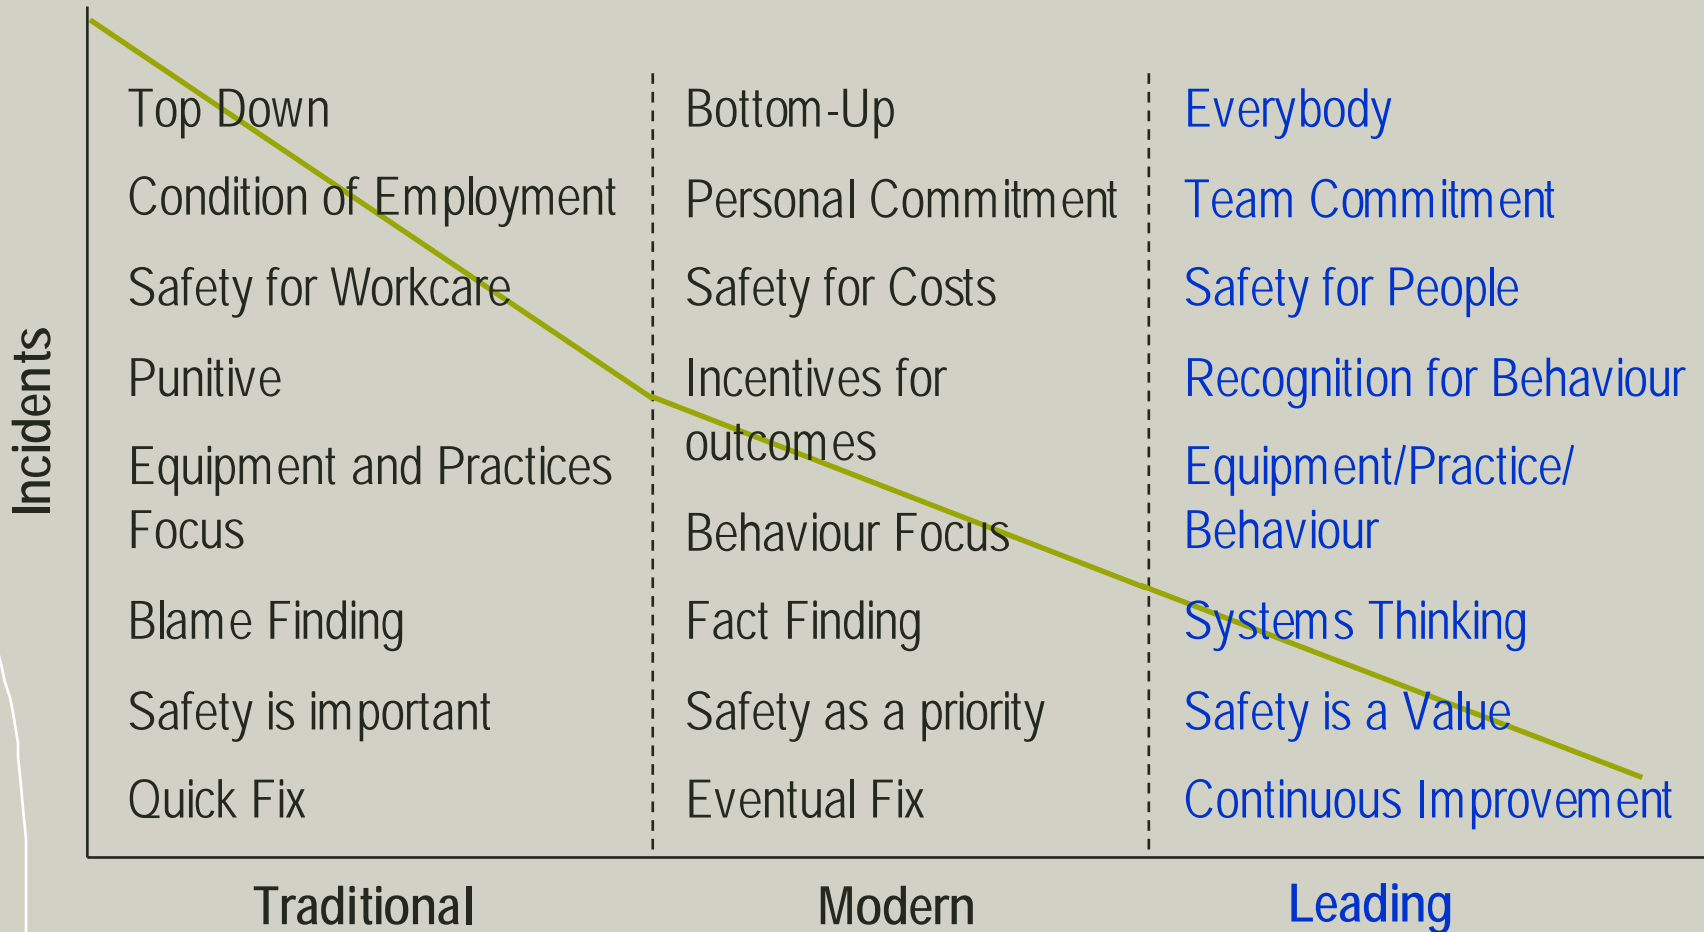 Incidents
Top Down
Condition of Employment
Safety for Workcare
Punitive
Equipment and Practices
Focus
Blame Finding
Safety is important
Quick Fix
Bottom-Up
Personal Commitment
Safety for Costs
Incentives for
outcomes
Behaviour Focus
Fact Finding
Safety as a priority
Eventual Fix
Everybody
Team Commitment
Safety for People
Recognition for Behaviour
Equipment/Practice/
Behaviour
Systems Thinking
Safety is a Value
Continuous Improvement
Traditional
Modern
Leading